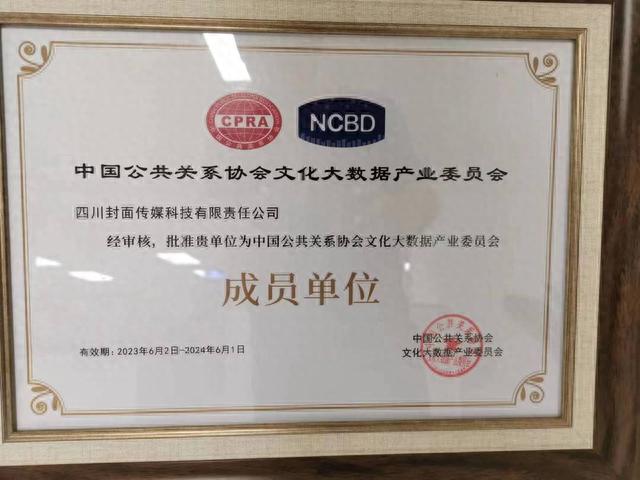 CPRA
NCBD
中国公共关系协会文化大数据产业委员会
四川封面传媒科技有限责任公司
经审核，批准贵单位为中国公共关系协会文化大数据产业委员会
成员单位
有效期：2023年6月2日—2024年6月1日
中国公共关系协会
文化大数据产业委员会